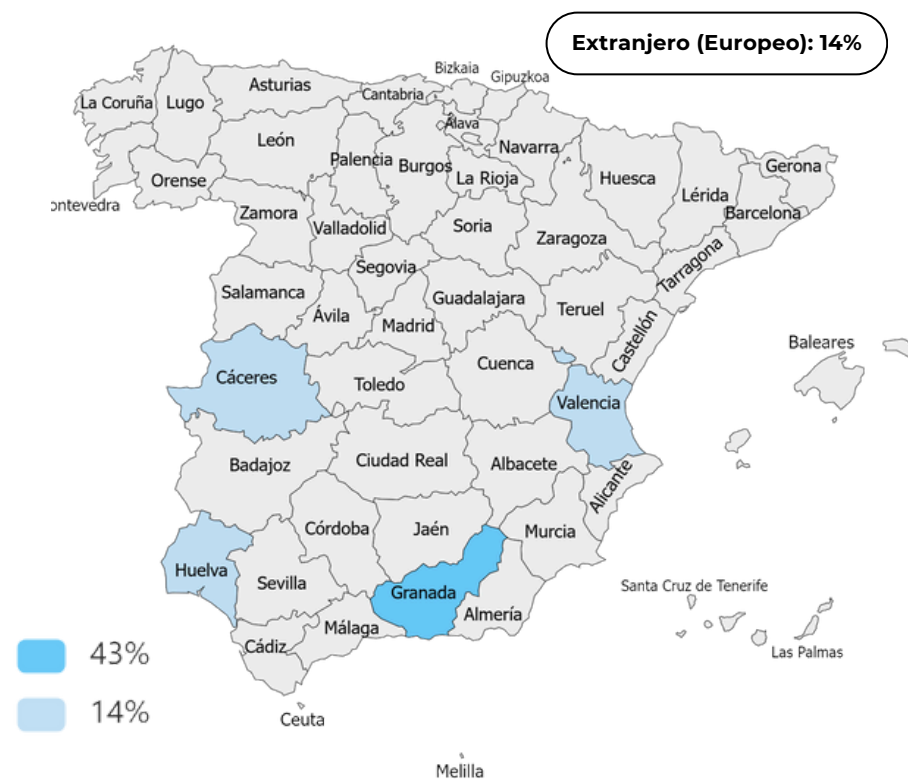 Extranjero (Europeo): 14%
Bizkaia
Gipuzkoa
Asturias
Cantabria
La Coruña
Lugo
Álava
León
Navarra
Palencia
Burgos
La Rioja
Huesca
Gerona
Orense
Lérida
ontevedra
Zamora
Barcelona
Valladolid
Soria
Zaragoza
Segovia
Tarragona
Salamanca
Guadalajara
Ávila
Teruel
Madrid
Castellón
Baleares
Cuenca
Cáceres
Toledo
Valencia
Badajoz
Ciudad Real
Albacete
Alicante
Córdoba
Jaén
Murcia
Huelva
Sevilla
Granada
Santa Cruz de Tenerife
Almería
Málaga
Cádiz
Las Palmas
43%
14%
Ceuta
Melilla